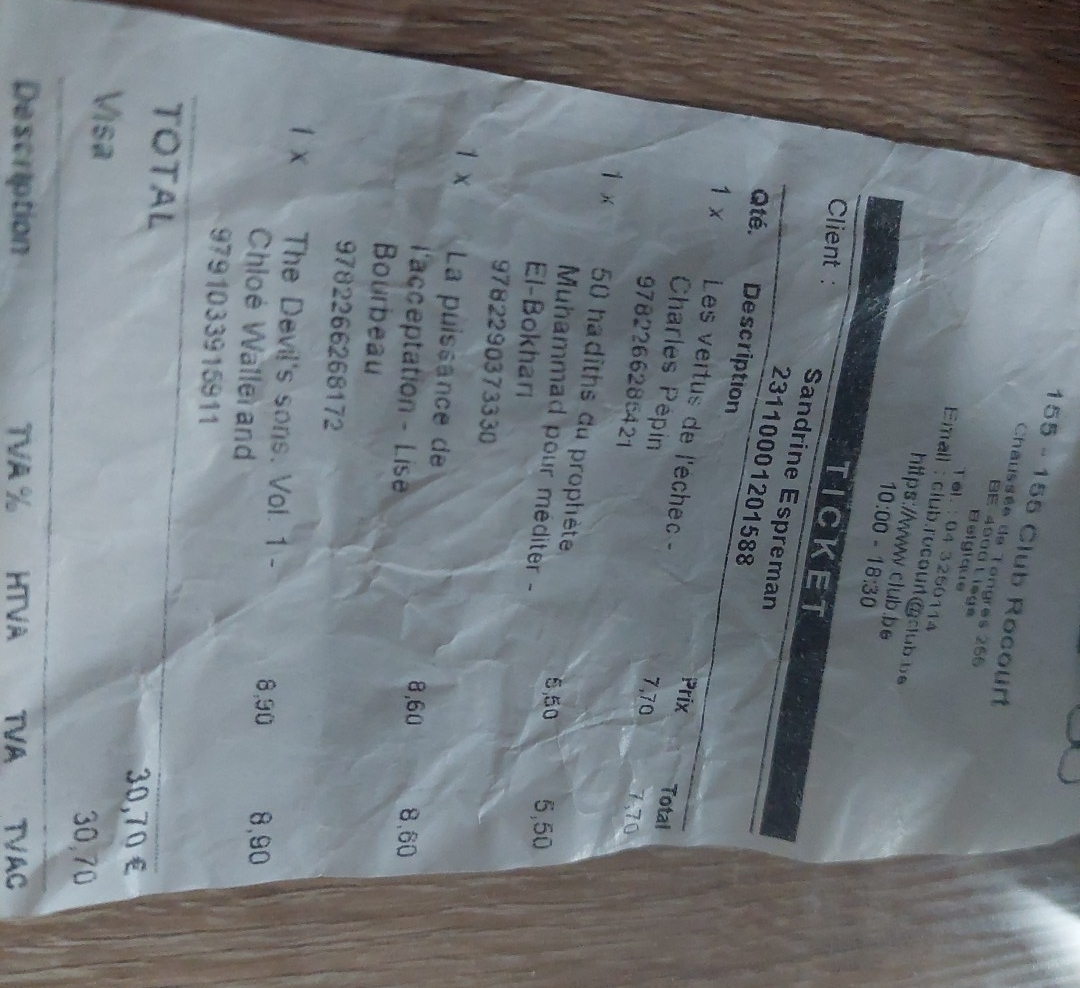 155 - 155 Club Rocourt
Chaussée de Tongres 266
BE 4000 Liège
Belgique
Tel. : 04 3250114
Email : club.rocourt@club.be
https://www.club.be
10:00 - 18:30
TICKET
Client : Sandrine Espreman
23110001201588
Qté. Description Prix Total
1 x Les vertus de l'échec - 7,70 7,70
Charles Pépin
9782266286421
1 x 50 hadiths du prophète 5,50 5,50
Muhammad pour méditer -
El-Bokhari
9782290373330
1 x La puissance de 8,60 8,60
l'acceptation - Lise
Bourbeau
9782266268172
1 x The Devil's sons. Vol. 1 - 8,90 8,90
Chloé Wallerand
9791033915911
TOTAL 30,70 €
Visa 30,70
Description TVA % HTVA TVA TVAC